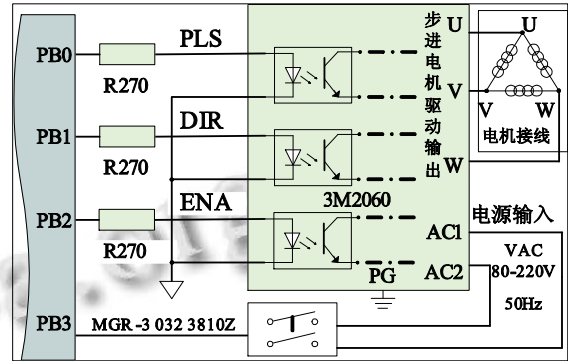 PB0
R270
PLS
PB1
R270
DIR
PB2
R270
ENA
PB3
MGR-3 032 3810Z
3M2060
PG
步进电机驱动输出
U
V
W
AC1
AC2
U
V
W
电机接线
电源输入
VAC
80-220V
50Hz